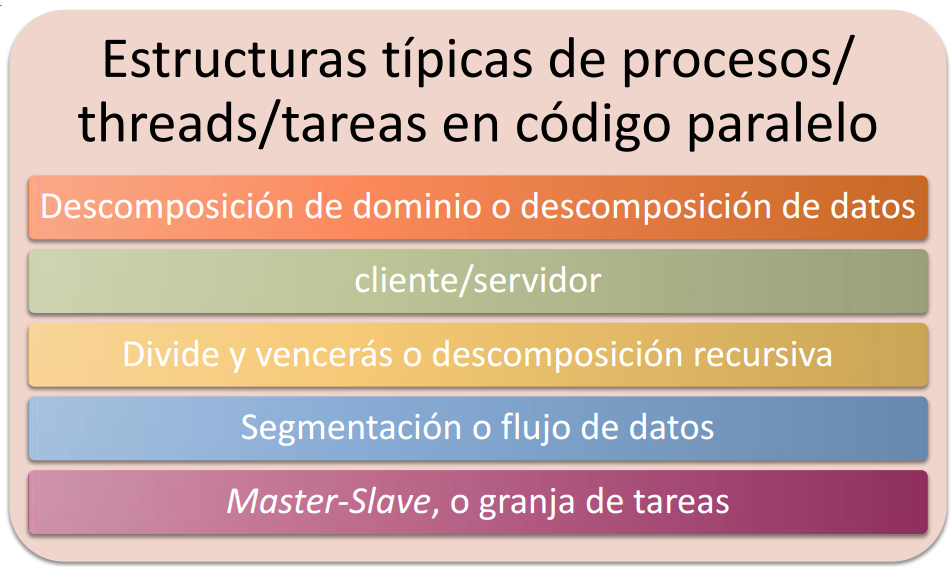 Estructuras típicas de procesos/
threads/tareas en código paralelo
Descomposición de dominio o descomposición de datos
cliente/servidor
Divide y vencerás o descomposición recursiva
Segmentación o flujo de datos
Master-Slave, o granja de tareas